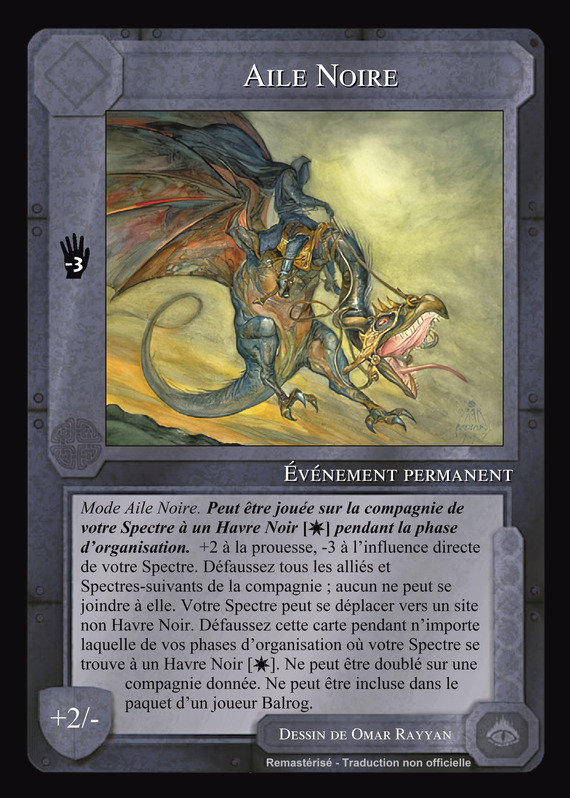 AILE NOIRE
-3
ÉVÉNEMENT PERMANENT
Mode Aile Noire. Peut être jouée sur la compagnie de
votre Spectre à un Havre Noir [✷] pendant la phase
d’organisation. +2 à la prouesse, -3 à l’influence directe
de votre Spectre. Défaussez tous les alliés et
Spectres-suivants de la compagnie ; aucun ne peut se
joindre à elle. Votre Spectre peut se déplacer vers un site
non Havre Noir. Défaussez cette carte pendant n’importe
laquelle de vos phases d’organisation où votre Spectre se
trouve à un Havre Noir [✷]. Ne peut être doublé sur une
compagnie donnée. Ne peut être incluse dans le
paquet d’un joueur Balrog.
+2/-
DESSIN DE OMAR RAYYAN
Remastérisé - Traduction non officielle